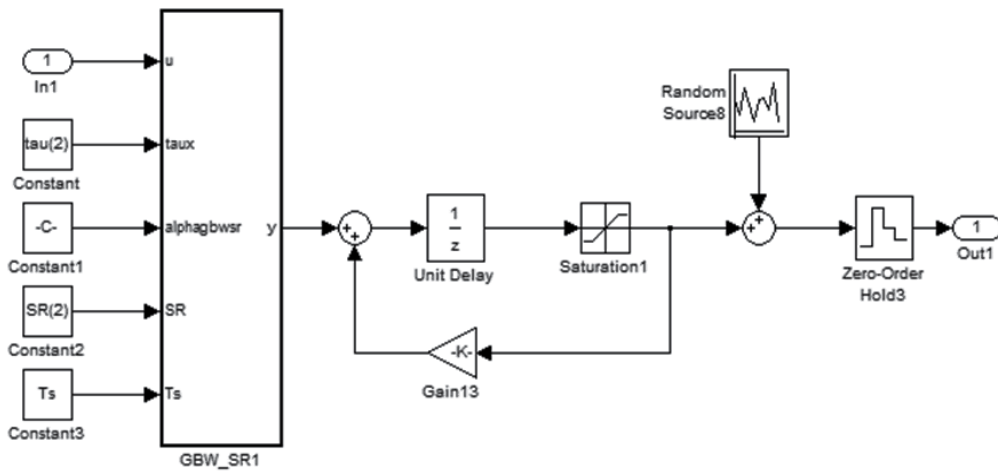 1
In1
tau(2)
Constant
-C-
Constant1
SR(2)
Constant2
Ts
Constant3
u
taux
alphagbwsr
y
SR
Ts
GBW_SR1
+
+
1
z
Unit Delay
Saturation1
-K-
Gain13
Random
Source8
+
+
Zero-Order
Hold3
1
Out1